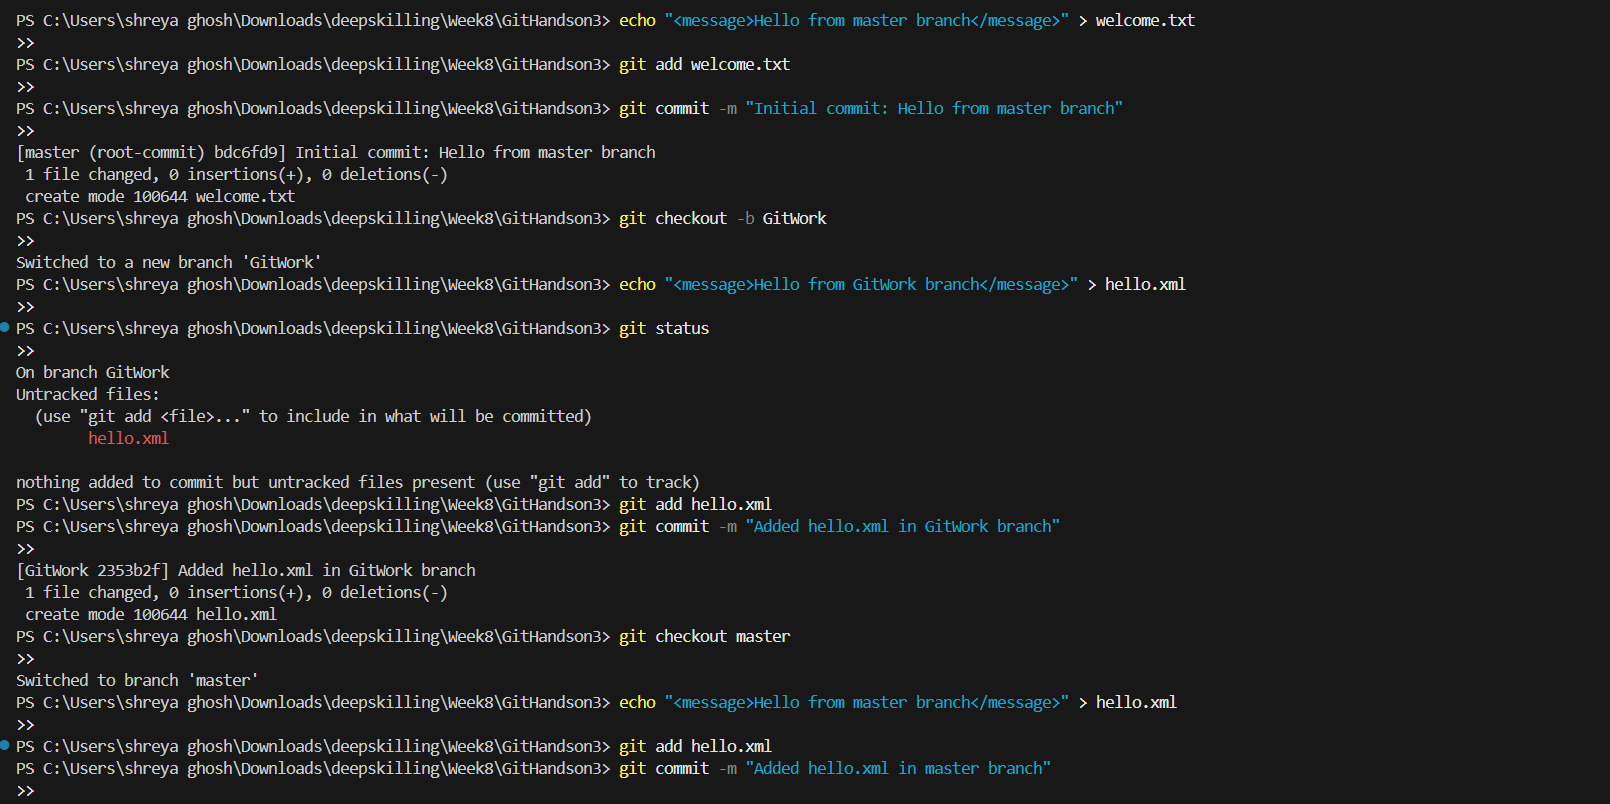 PS C:\Users\shreya ghosh\Downloads\deepskilling\Week8\GitHandson3> echo "<message>Hello from master branch</message>" > welcome.txt
>>
PS C:\Users\shreya ghosh\Downloads\deepskilling\Week8\GitHandson3> git add welcome.txt
>>
PS C:\Users\shreya ghosh\Downloads\deepskilling\Week8\GitHandson3> git commit -m "Initial commit: Hello from master branch"
>>
[master (root-commit) bdc6fd9] Initial commit: Hello from master branch
 1 file changed, 0 insertions(+), 0 deletions(-)
 create mode 100644 welcome.txt
PS C:\Users\shreya ghosh\Downloads\deepskilling\Week8\GitHandson3> git checkout -b GitWork
>>
Switched to a new branch 'GitWork'
PS C:\Users\shreya ghosh\Downloads\deepskilling\Week8\GitHandson3> echo "<message>Hello from GitWork branch</message>" > hello.xml
>>
PS C:\Users\shreya ghosh\Downloads\deepskilling\Week8\GitHandson3> git status
>>
On branch GitWork
Untracked files:
  (use "git add <file>..." to include in what will be committed)
        hello.xml

nothing added to commit but untracked files present (use "git add" to track)
PS C:\Users\shreya ghosh\Downloads\deepskilling\Week8\GitHandson3> git add hello.xml
PS C:\Users\shreya ghosh\Downloads\deepskilling\Week8\GitHandson3> git commit -m "Added hello.xml in GitWork branch"
>>
[GitWork 2353b2f] Added hello.xml in GitWork branch
 1 file changed, 0 insertions(+), 0 deletions(-)
 create mode 100644 hello.xml
PS C:\Users\shreya ghosh\Downloads\deepskilling\Week8\GitHandson3> git checkout master
>>
Switched to branch 'master'
PS C:\Users\shreya ghosh\Downloads\deepskilling\Week8\GitHandson3> echo "<message>Hello from master branch</message>" > hello.xml
>>
PS C:\Users\shreya ghosh\Downloads\deepskilling\Week8\GitHandson3> git add hello.xml
PS C:\Users\shreya ghosh\Downloads\deepskilling\Week8\GitHandson3> git commit -m "Added hello.xml in master branch"
>>